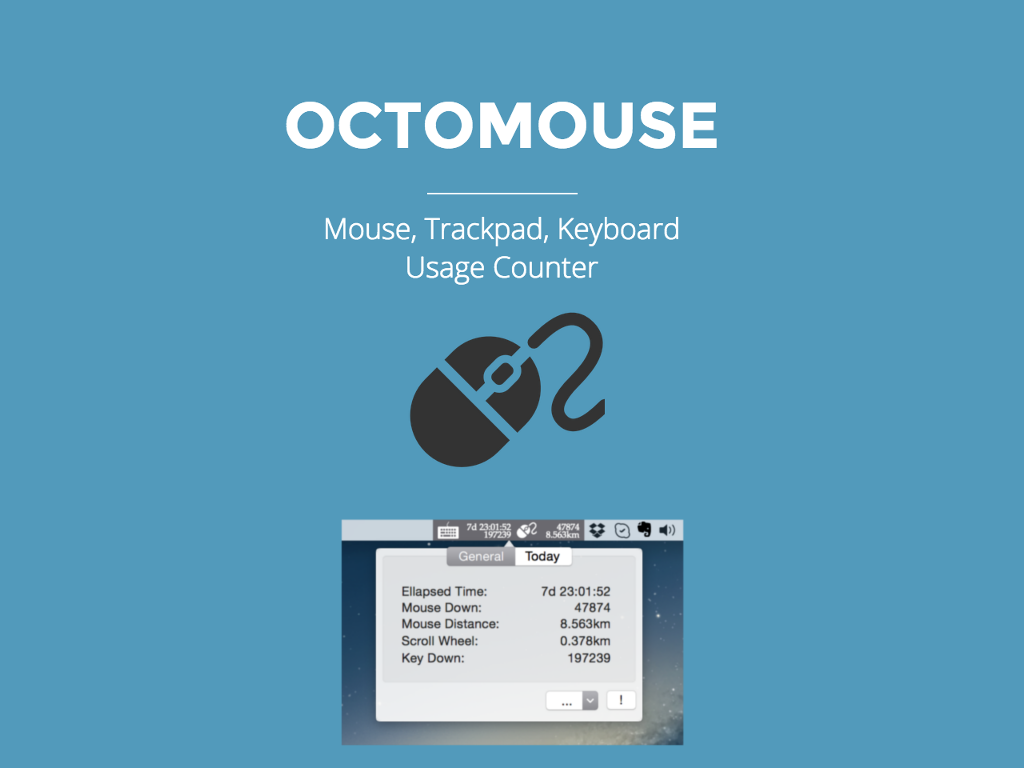 OCTOMOUSE
Mouse, Trackpad, Keyboard
Usage Counter
7d 23:01:52 47874
197239 8.563km
General Today
Ellapsed Time: 7d 23:01:52
Mouse Down: 47874
Mouse Distance: 8.563km
Scroll Wheel: 0.378km
Key Down: 197239
... !